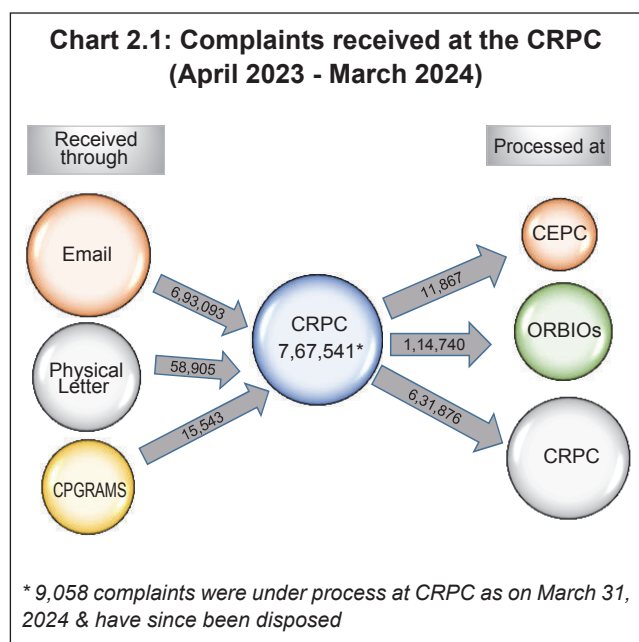 Chart 2.1: Complaints received at the CRPC
(April 2023 - March 2024)
Received
through
Processed at
Email
Physical
Letter
CPGRAMS
6,93,093
58,905
15,543
CRPC
7,67,541*
11,867
1,14,740
6,31,876
CEPC
ORBIOs
CRPC
* 9,058 complaints were under process at CRPC as on March 31,
2024 & have since been disposed